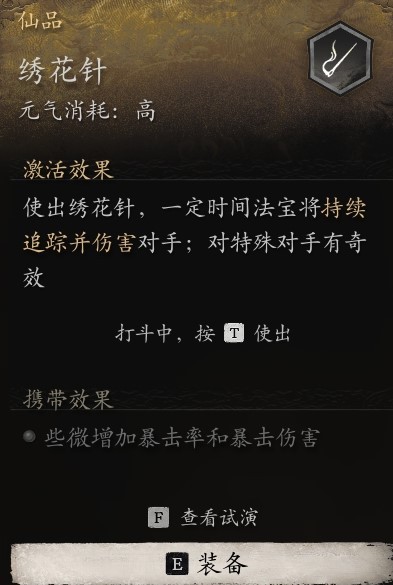 仙品
绣花针
元气消耗：高
激活效果
使出绣花针，一定时间法宝将持续
追踪并伤害对手；对特殊对手有奇
效
打斗中，按 T 使出
携带效果
些微增加暴击率和暴击伤害
F 查看试演
E 装备